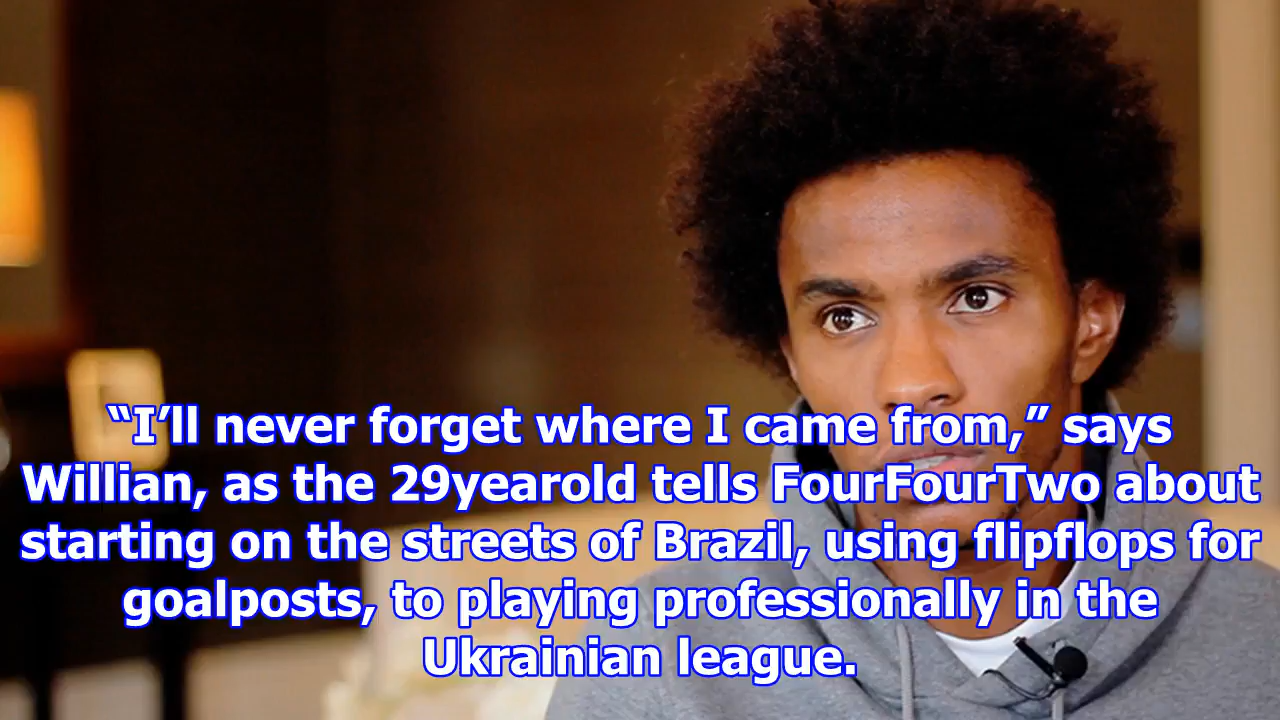 “I’ll never forget where I came from,” says
Willian, as the 29yearold tells FourFourTwo about
starting on the streets of Brazil, using flipflops for
goalposts, to playing professionally in the
Ukrainian league.